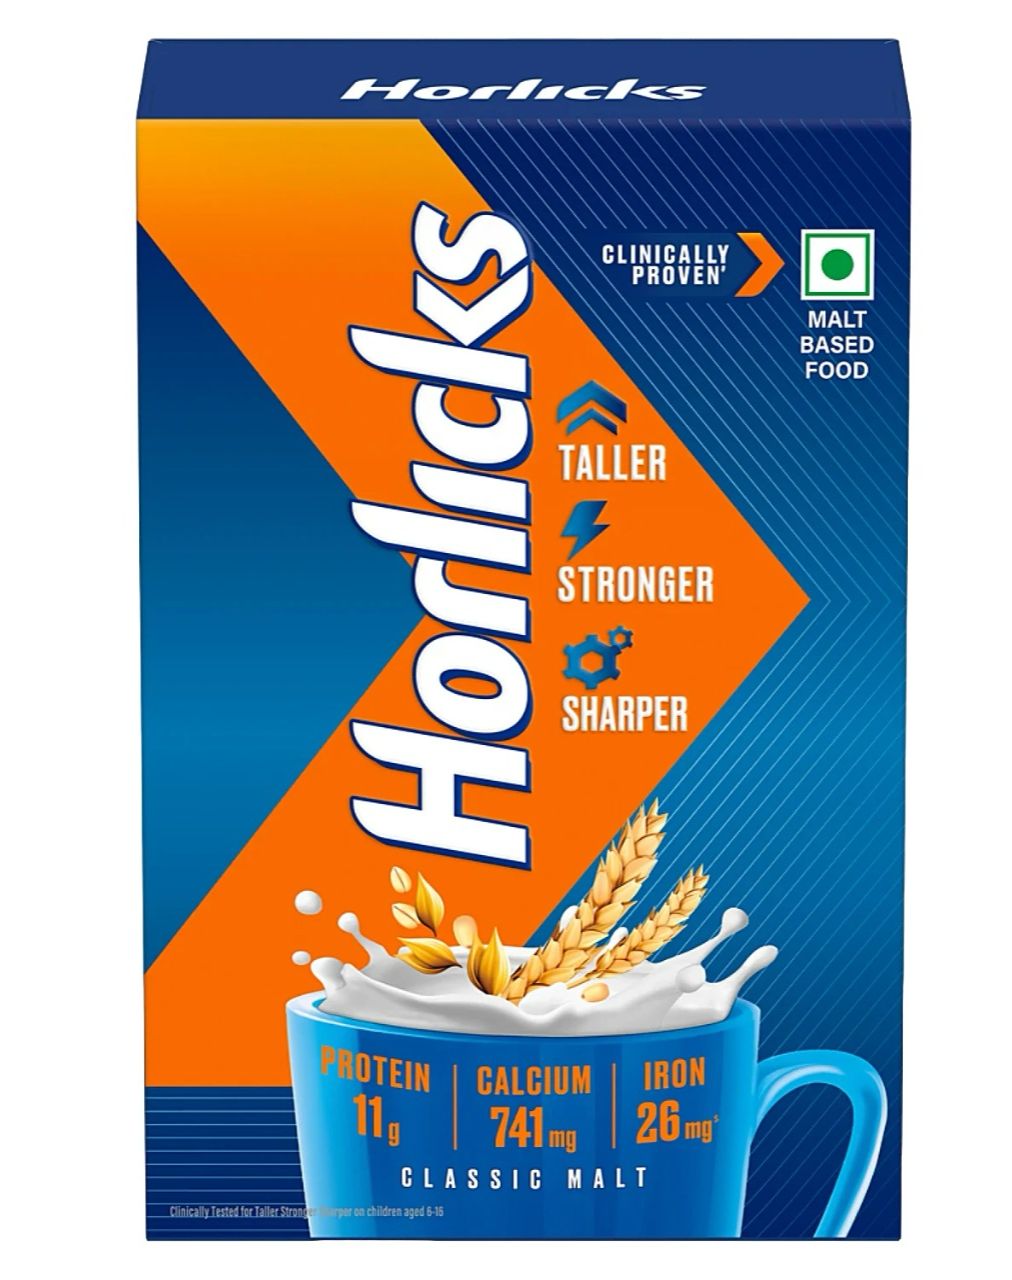 Horlicks
Horlicks
CLINICALLY
PROVEN'
MALT
BASED
FOOD
TALLER
STRONGER
SHARPER
PROTEIN
11g
CALCIUM
741mg
IRON
26mg$
CLASSIC MALT
Clinically Tested for Taller Stronger on children aged 6-16